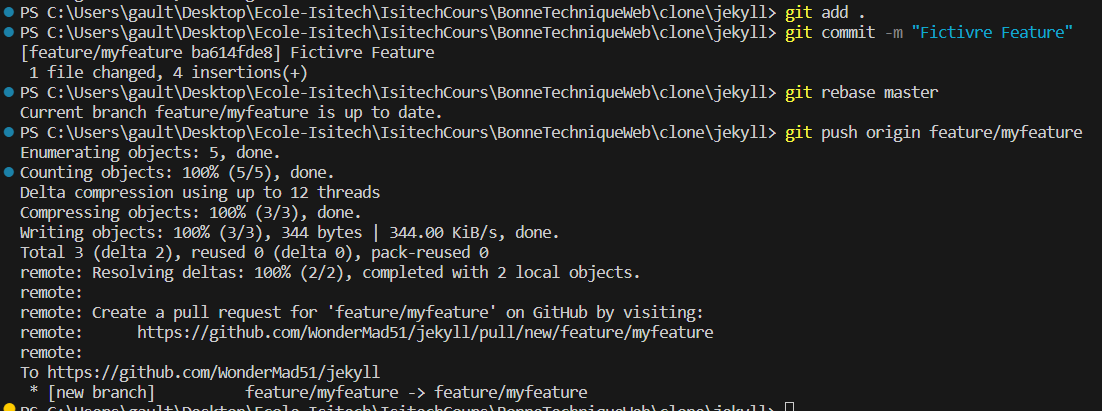 PS C:\Users\gault\Desktop\Ecole-Isitech\IsitechCours\BonneTechniqueWeb\clone\jekyll> git add .
PS C:\Users\gault\Desktop\Ecole-Isitech\IsitechCours\BonneTechniqueWeb\clone\jekyll> git commit -m "Fictivre Feature"
[feature/myfeature ba614fde8] Fictivre Feature
1 file changed, 4 insertions(+)
PS C:\Users\gault\Desktop\Ecole-Isitech\IsitechCours\BonneTechniqueWeb\clone\jekyll> git rebase master
Current branch feature/myfeature is up to date.
PS C:\Users\gault\Desktop\Ecole-Isitech\IsitechCours\BonneTechniqueWeb\clone\jekyll> git push origin feature/myfeature
Enumerating objects: 5, done.
Counting objects: 100% (5/5), done.
Delta compression using up to 12 threads
Compressing objects: 100% (3/3), done.
Writing objects: 100% (3/3), 344 bytes | 344.00 KiB/s, done.
Total 3 (delta 2), reused 0 (delta 0), pack-reused 0
remote: Resolving deltas: 100% (2/2), completed with 2 local objects.
remote:
remote: Create a pull request for 'feature/myfeature' on GitHub by visiting:
remote:      https://github.com/WonderMad51/jekyll/pull/new/feature/myfeature
remote:
To https://github.com/WonderMad51/jekyll
* [new branch]          feature/myfeature -> feature/myfeature
PS C:\Users\gault\Desktop\Ecole-Isitech\IsitechCours\BonneTechniqueWeb\clone\jekyll>